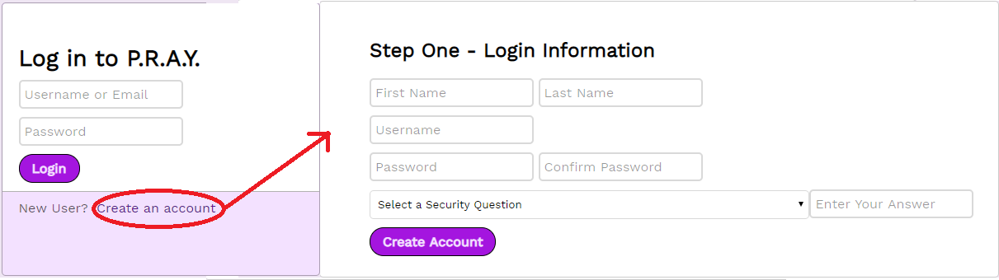 Log in to P.R.A.Y.
Username or Email
Password
Login
New User? Create an account
Step One - Login Information
First Name Last Name
Username
Password Confirm Password
Select a Security Question Enter Your Answer
Create Account